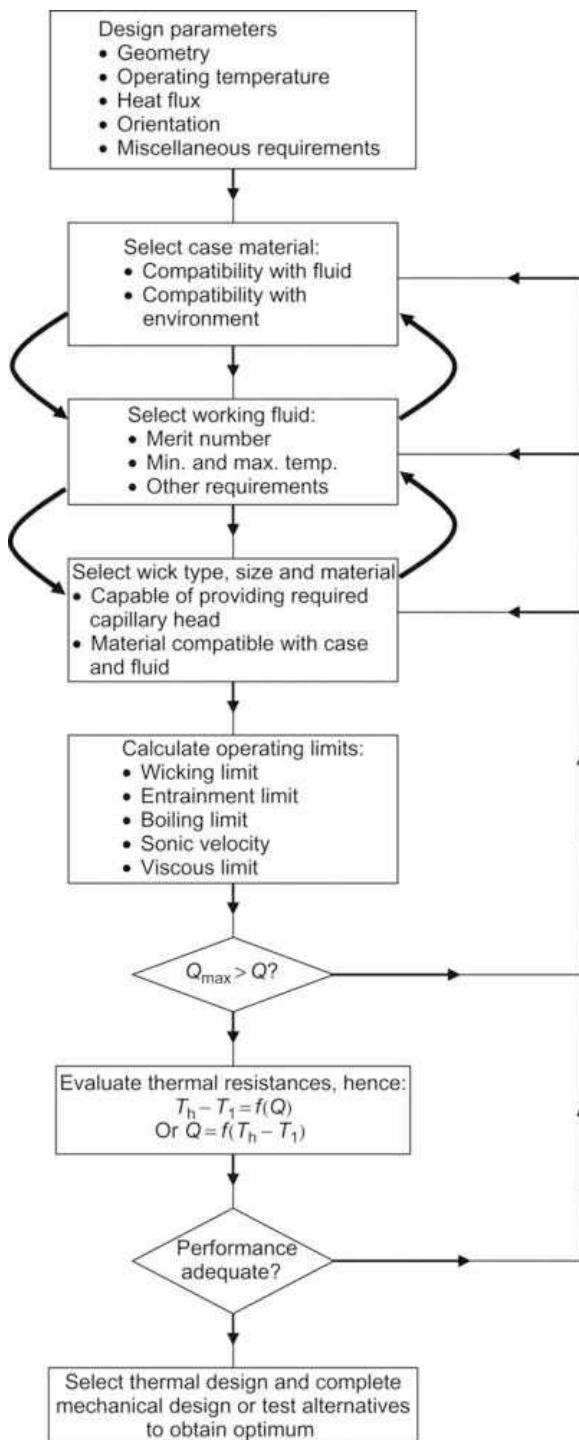 Design parameters
• Geometry
• Operating temperature
• Heat flux
• Orientation
• Miscellaneous requirements
Select case material:
• Compatibility with fluid
• Compatibility with
environment
Select working fluid:
• Merit number
• Min. and max. temp.
• Other requirements
Select wick type, size and material
• Capable of providing required
capillary head
• Material compatible with case
and fluid
Calculate operating limits:
• Wicking limit
• Entrainment limit
• Boiling limit
• Sonic velocity
• Viscous limit
Qmax > Q?
Evaluate thermal resistances, hence:
Th – T1 = f(Q)
Or Q = f(Th – T1)
Performance
adequate?
Select thermal design and complete
mechanical design or test alternatives
to obtain optimum